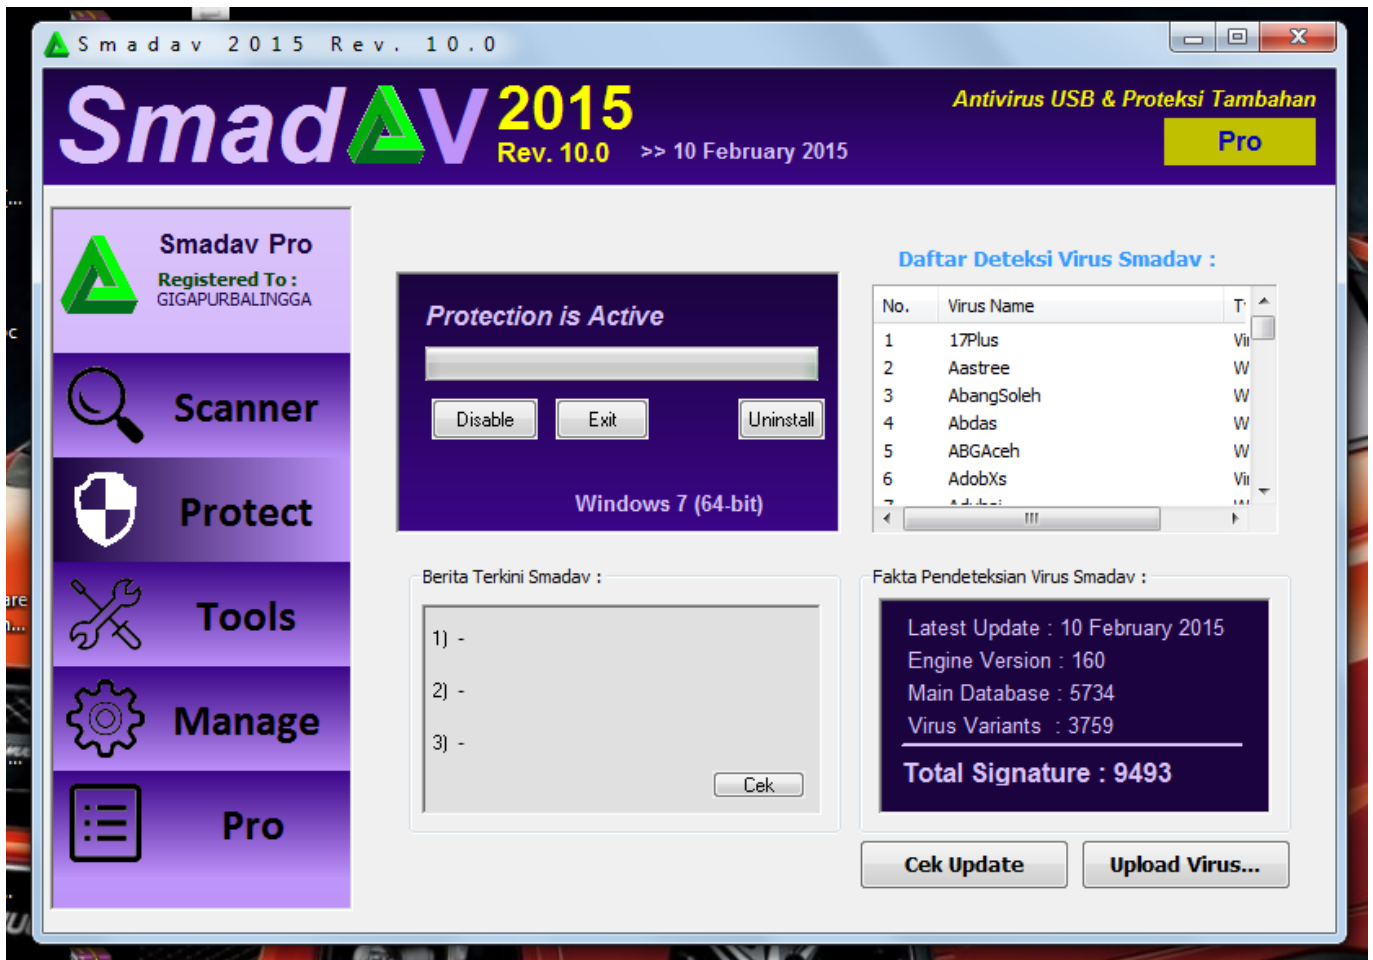 Smadav 2015 Rev. 10.0
SmadAV 2015
Rev. 10.0 >> 10 February 2015
Antivirus USB & Proteksi Tambahan
Pro
Smadav Pro
Registered To :
GIGAPURBALINGGA
Scanner
Protect
Tools
Manage
Pro
Protection is Active
Disable Exit Uninstall
Windows 7 (64-bit)
Daftar Deteksi Virus Smadav :
No. Virus Name
1 17Plus
2 Aastree
3 AbangSoleh
4 Abdas
5 ABGAceh
6 AdobXs
Berita Terkini Smadav :
1) -
2) -
3) -
Cek
Fakta Pendeteksian Virus Smadav :
Latest Update : 10 February 2015
Engine Version : 160
Main Database : 5734
Virus Variants : 3759
Total Signature : 9493
Cek Update Upload Virus...